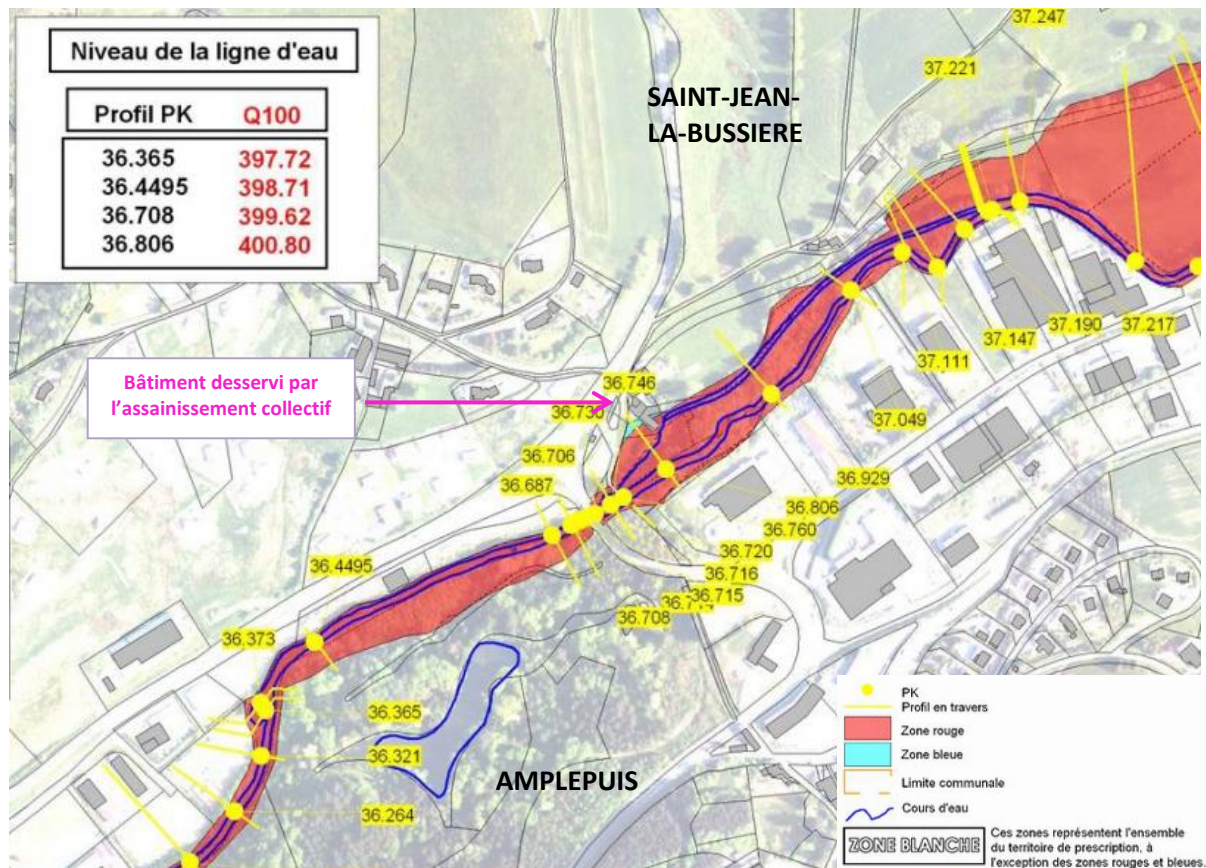 Niveau de la ligne d'eau
Profil PK Q100
36.365 397.72
36.4495 398.71
36.708 399.62
36.806 400.80
SAINT-JEAN-
LA-BUSSIERE
37.247
37.221
Bâtiment desservi par
l'assainissement collectif
36.746
36.730
36.706
36.687
36.4495
36.373
37.217
37.190
37.147
37.111
37.049
36.929
36.806
36.760
36.720
36.716
36.715
36.708
36.365
36.321
36.264
AMPLEPUIS
PK
Profil en travers
Zone rouge
Zone bleue
Limite communale
Cours d'eau
ZONE BLANCHE
Ces zones représentent l'ensemble
du territoire de prescription, à
l'exception des zones rouges et bleues.